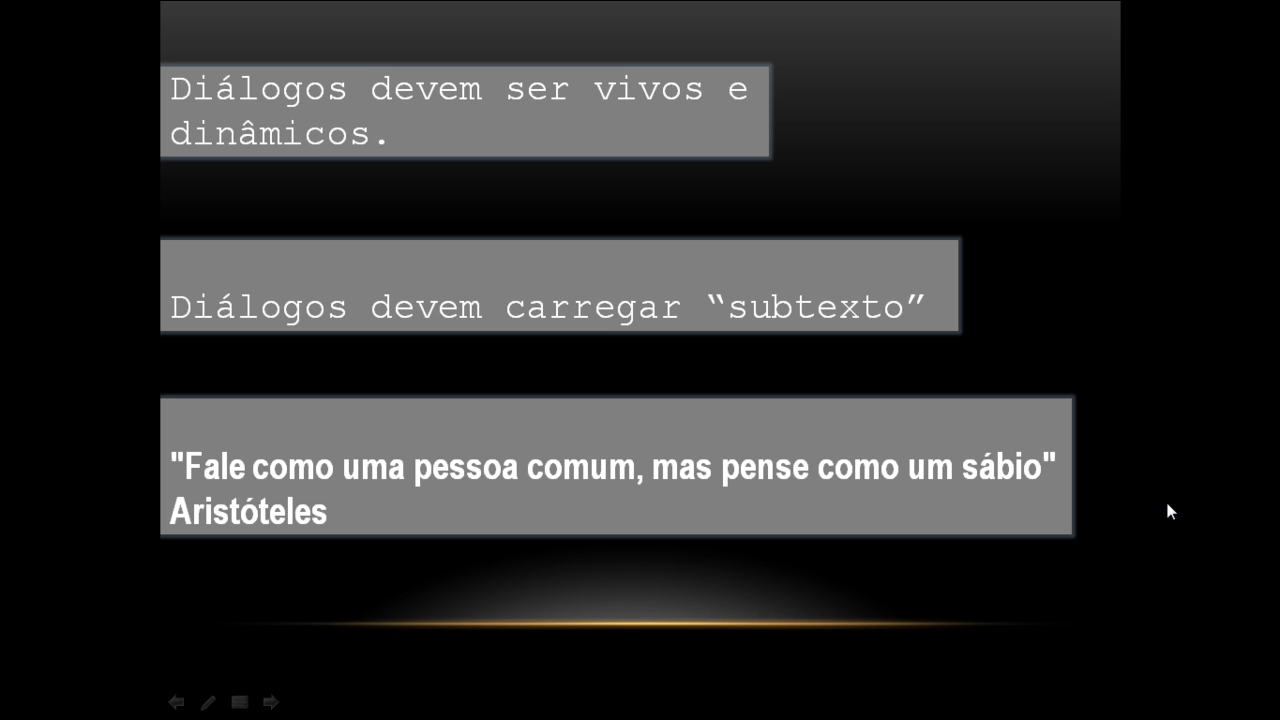 Diálogos devem ser vivos e
dinâmicos.
Diálogos devem carregar “subtexto”
"Fale como uma pessoa comum, mas pense como um sábio"
Aristóteles